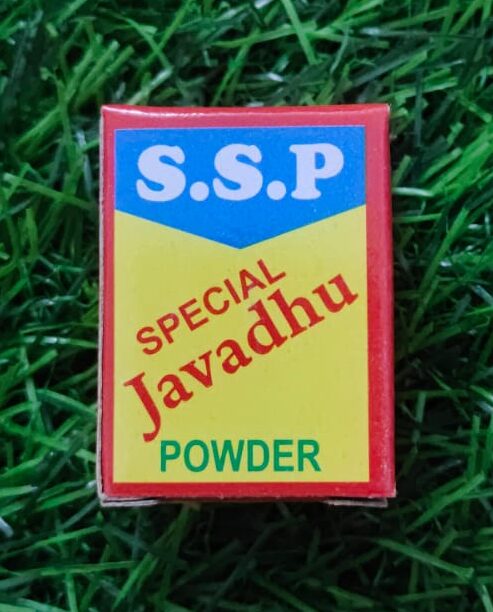 S.S.P
SPECIAL
Javadhu
POWDER